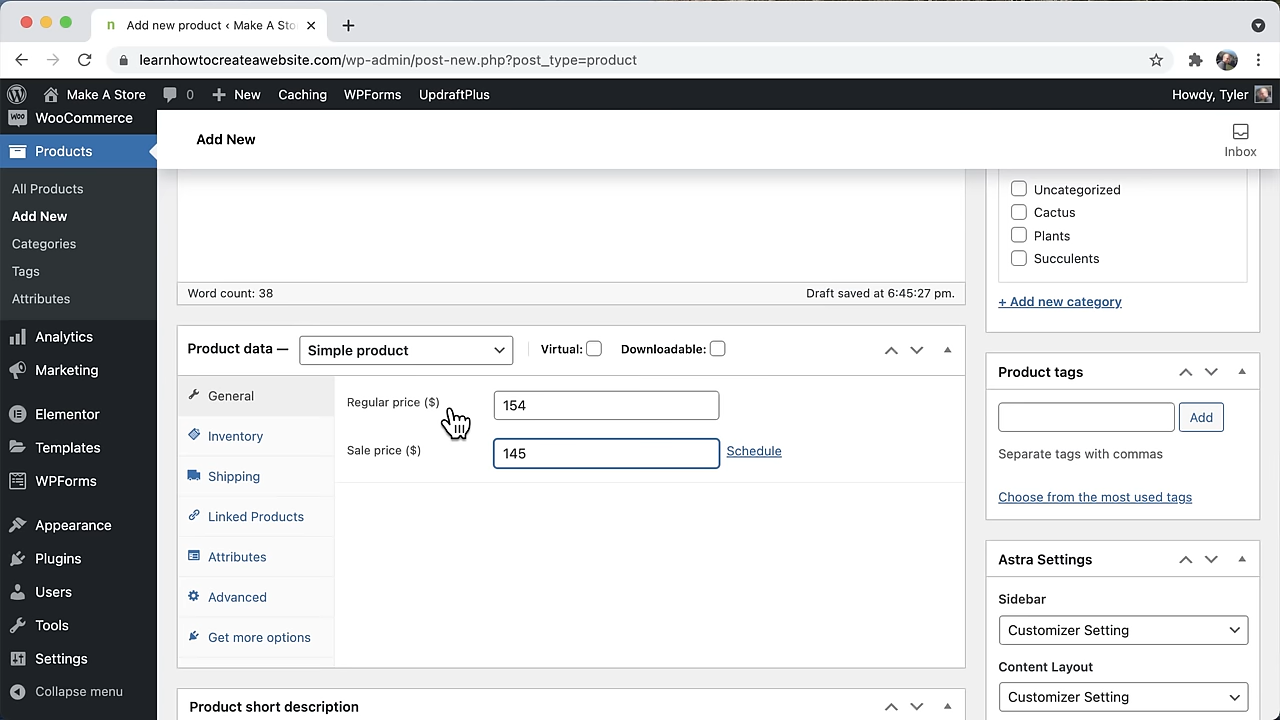 n Add new product ‹ Make A Sto
learnhowtocreateawebsite.com/wp-admin/post-new.php?post_type=product
Make A Store 0 New Caching WPForms UpdraftPlus Howdy, Tyler
Woo WooCommerce
Products
All Products
Add New
Categories
Tags
Attributes
Analytics
Marketing
Elementor
Templates
WPForms
Appearance
Plugins
Users
Tools
Settings
Collapse menu
Add New
Inbox
Word count: 38 Draft saved at 6:45:27 pm.
Product data — Simple product Virtual: Downloadable:
General
Inventory
Shipping
Linked Products
Attributes
Advanced
Get more options
Regular price ($) 154
Sale price ($) 145 Schedule
Product short description
Uncategorized
Cactus
Plants
Succulents
+ Add new category
Product tags
Add
Separate tags with commas
Choose from the most used tags
Astra Settings
Sidebar
Customizer Setting
Content Layout
Customizer Setting